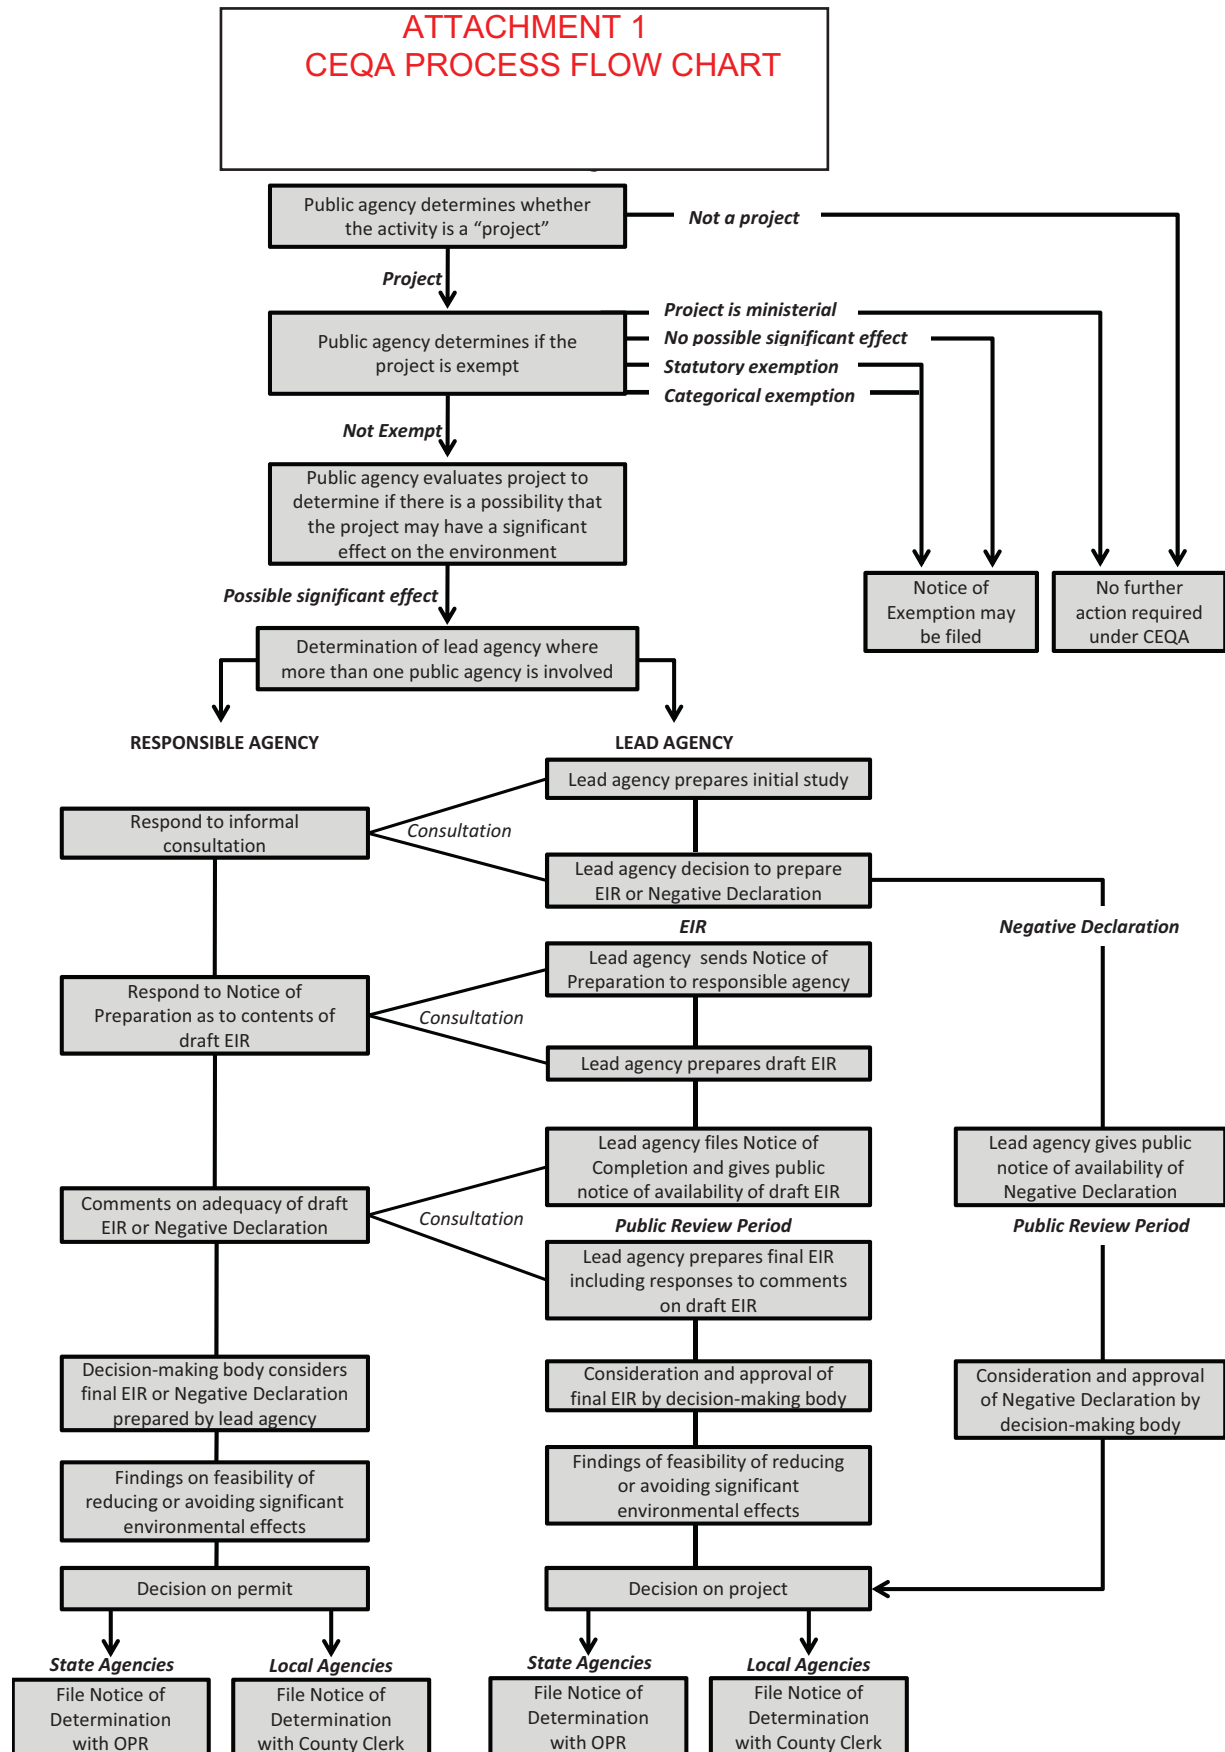 ATTACHMENT 1
CEQA PROCESS FLOW CHART
Public agency determines whether
the activity is a “project”
Not a project
Project
Public agency determines if the
project is exempt
Project is ministerial
No possible significant effect
Statutory exemption
Categorical exemption
Not Exempt
Public agency evaluates project to
determine if there is a possibility that
the project may have a significant
effect on the environment
Notice of
Exemption may
be filed
No further
action required
under CEQA
Possible significant effect
Determination of lead agency where
more than one public agency is involved
RESPONSIBLE AGENCY
LEAD AGENCY
Lead agency prepares initial study
Respond to informal
consultation
Consultation
Lead agency decision to prepare
EIR or Negative Declaration
EIR
Negative Declaration
Lead agency sends Notice of
Preparation to responsible agency
Respond to Notice of
Preparation as to contents of
draft EIR
Consultation
Lead agency prepares draft EIR
Lead agency files Notice of
Completion and gives public
notice of availability of draft EIR
Lead agency gives public
notice of availability of
Negative Declaration
Comments on adequacy of draft
EIR or Negative Declaration
Consultation
Public Review Period
Public Review Period
Lead agency prepares final EIR
including responses to comments
on draft EIR
Decision-making body considers
final EIR or Negative Declaration
prepared by lead agency
Consideration and approval of
final EIR by decision-making body
Consideration and approval
of Negative Declaration by
decision-making body
Findings on feasibility of
reducing or avoiding significant
environmental effects
Findings of feasibility of reducing
or avoiding significant
environmental effects
Decision on permit
Decision on project
State Agencies
Local Agencies
State Agencies
Local Agencies
File Notice of
Determination
with OPR
File Notice of
Determination
with County Clerk
File Notice of
Determination
with OPR
File Notice of
Determination
with County Clerk